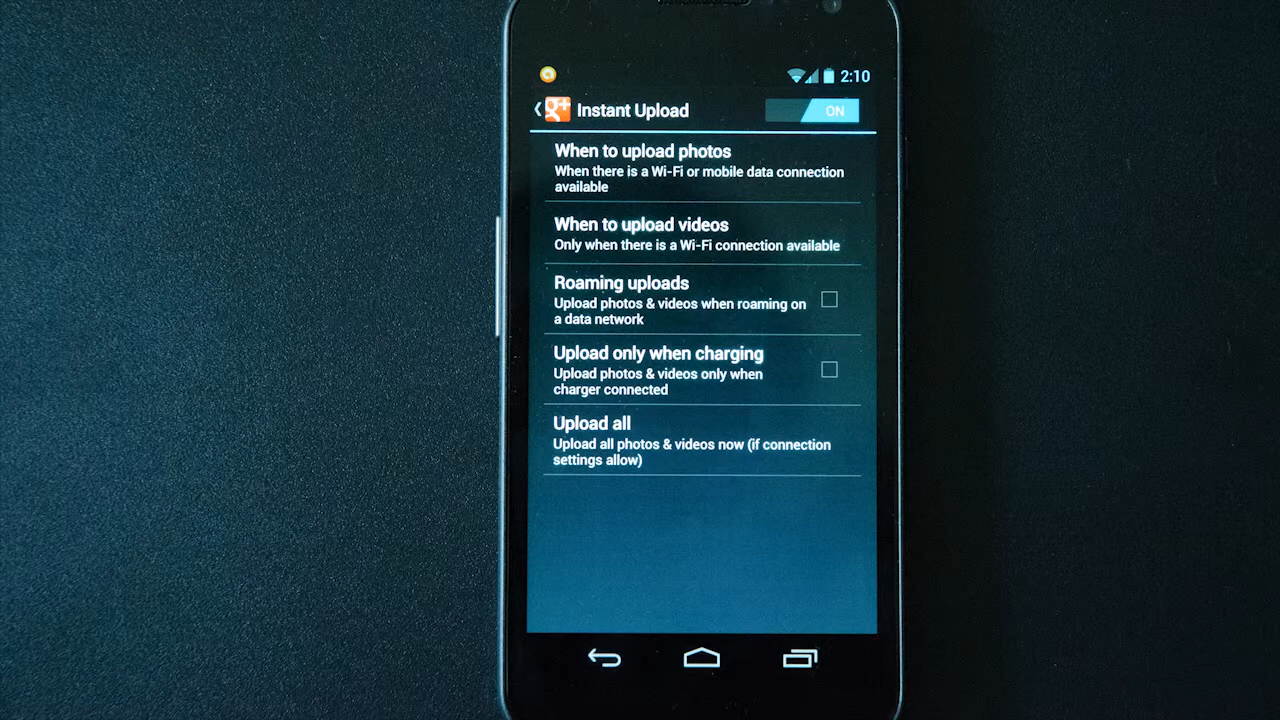 2:10
g+ Instant Upload ON
When to upload photos
When there is a Wi-Fi or mobile data connection
available
When to upload videos
Only when there is a Wi-Fi connection available
Roaming uploads
Upload photos & videos when roaming on
a data network
Upload only when charging
Upload photos & videos only when
charger connected
Upload all
Upload all photos & videos now (if connection
settings allow)